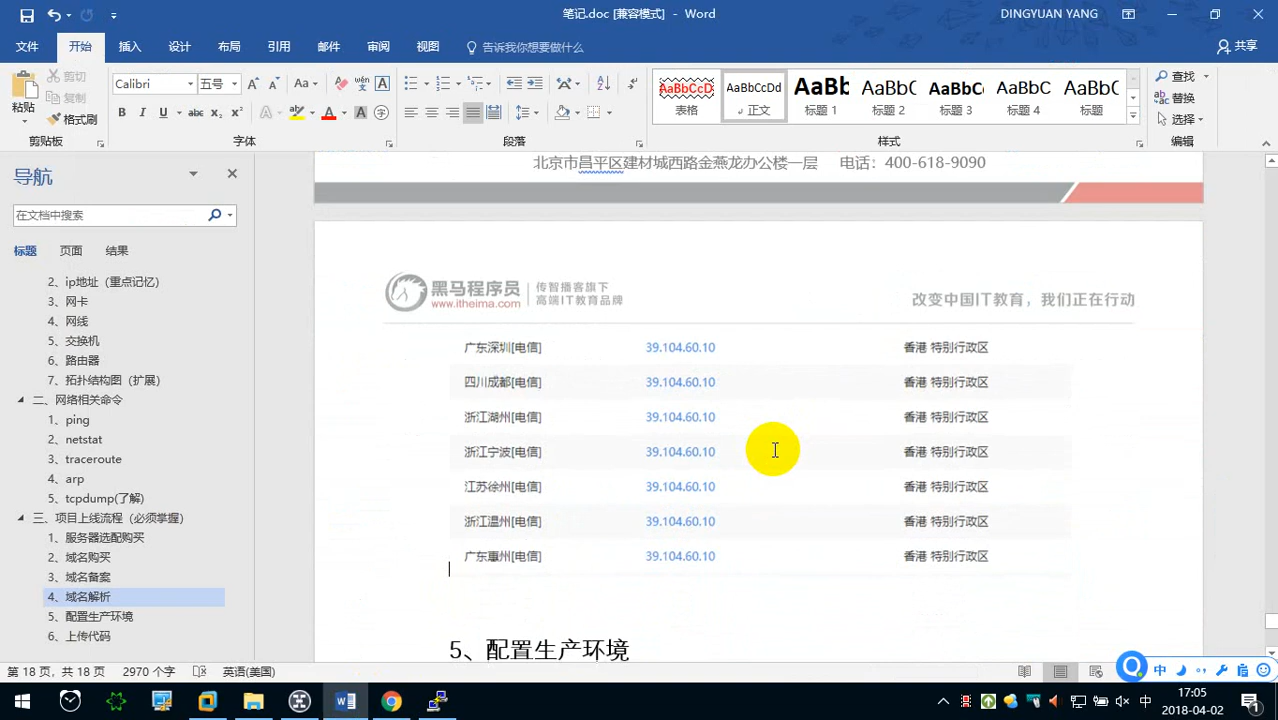 笔记.doc [兼容模式] - Word
DINGYUAN YANG
文件 开始 插入 设计 布局 引用 邮件 审阅 视图 告诉我你想要做什么 共享
粘贴 剪切 复制 格式刷
Calibri 五号
AaBbCcD 表格
AaBbCcDd 正文
AaBb 标题 1
AaBbC 标题 2
AaBbC 标题 3
AaBbC 标题 4
AaBbC 标题
查找
替换
选择
剪贴板 字体 段落 样式 编辑
导航
在文档中搜索
标题 页面 结果
2、ip地址（重点记忆）
3、网卡
4、网线
5、交换机
6、路由器
7、拓扑结构图（扩展）
二、网络相关命令
1、ping
2、netstat
3、traceroute
4、arp
5、tcpdump(了解)
三、项目上线流程（必须掌握）
1、服务器选配购买
2、域名购买
3、域名备案
4、域名解析
5、配置生产环境
6、上传代码
北京市昌平区建材城西路金燕龙办公楼一层 电话：400-618-9090
黑马程序员 www.itheima.com
传智播客旗下
高端IT教育品牌
改变中国IT教育，我们正在行动
广东深圳[电信] 39.104.60.10 香港 特别行政区
四川成都[电信] 39.104.60.10 香港 特别行政区
浙江湖州[电信] 39.104.60.10 香港 特别行政区
浙江宁波[电信] 39.104.60.10 香港 特别行政区
江苏徐州[电信] 39.104.60.10 香港 特别行政区
浙江温州[电信] 39.104.60.10 香港 特别行政区
广东惠州[电信] 39.104.60.10 香港 特别行政区
5、配置生产环境
第 18 页，共 18 页 2970 个字 英语(美国)
中
中 17:05
2018-04-02